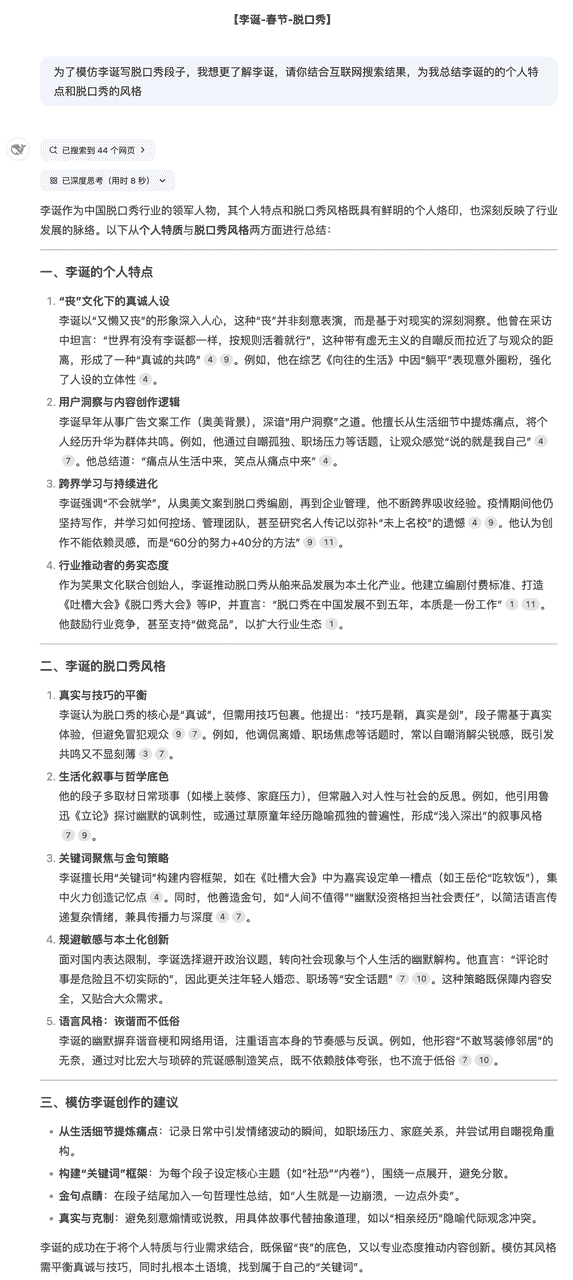 【李诞-春节-脱口秀】
为了模仿李诞写脱口秀段子，我想更了解李诞，请你结合互联网搜索结果，为我总结李诞的的个人特
点和脱口秀的风格
已搜索到 44 个网页
已深度思考（用时 8 秒）
李诞作为中国脱口秀行业的领军人物，其个人特点和脱口秀风格既具有鲜明的个人烙印，也深刻反映了行业
发展的脉络。以下从个人特质与脱口秀风格两方面进行总结：
一、李诞的个人特点
1. “丧”文化下的真诚人设
李诞以“又懒又丧”的形象深入人心，这种“丧”并非刻意表演，而是基于对现实的深刻洞察。他曾在采访
中坦言：“世界有没有李诞都一样，按规则活着就行”，这种带有虚无主义的自嘲反而拉近了与观众的距
离，形成了一种“真诚的共鸣” 4 9 。例如，他在综艺《向往的生活》中因“躺平”表现意外圈粉，强化
了人设的立体性 4 。
2. 用户洞察与内容创作逻辑
李诞早年从事广告文案工作（奥美背景），深谙“用户洞察”之道。他擅长从生活细节中提炼痛点，将个
人经历升华为群体共鸣。例如，他通过自嘲孤独、职场压力等话题，让观众感觉“说的就是我自己” 4
7 。他总结道：“痛点从生活中来，笑点从痛点中来” 4 。
3. 跨界学习与持续进化
李诞强调“不会就学”，从奥美文案到脱口秀编剧，再到企业管理，他不断跨界吸收经验。疫情期间他仍
坚持写作，并学习如何控场、管理团队，甚至研究名人传记以弥补“未上名校”的遗憾 4 9 。他认为创
作不能依赖灵感，而是“60分的努力+40分的方法” 9 11 。
4. 行业推动者的务实态度
作为笑果文化联合创始人，李诞推动脱口秀从舶来品发展为本土化产业。他建立编剧付费标准、打造
《吐槽大会》《脱口秀大会》等IP，并直言：“脱口秀在中国发展不到五年，本质是一份工作” 1 11 。
他鼓励行业竞争，甚至支持“做竞品”，以扩大行业生态 1 。
二、李诞的脱口秀风格
1. 真实与技巧的平衡
李诞认为脱口秀的核心是“真诚”，但需用技巧包裹。他提出：“技巧是鞘，真实是剑”，段子需基于真实
体验，但避免冒犯观众 9 7 。例如，他调侃离婚、职场焦虑等话题时，常以自嘲消解尖锐感，既引发
共鸣又不显刻薄 3 7 。
2. 生活化叙事与哲学底色
他的段子多取材日常琐事（如楼上装修、家庭压力），但常融入对人性与社会的反思。例如，他引用鲁
迅《立论》探讨幽默的讽刺性，或通过草原童年经历隐喻孤独的普遍性，形成“浅入深出”的叙事风格
7 9 。
3. 关键词聚焦与金句策略
李诞擅长用“关键词”构建内容框架，如在《吐槽大会》中为嘉宾设定单一槽点（如王岳伦“吃软饭”），集
中火力创造记忆点 4 。同时，他善造金句，如“人间不值得”“幽默没资格担当社会责任”，以简洁语言传
递复杂情绪，兼具传播力与深度 4 7 。
4. 规避敏感与本土化创新
面对国内表达限制，李诞选择避开政治议题，转向社会现象与个人生活的幽默解构。他直言：“评论时
事是危险且不切实际的”，因此更关注年轻人婚恋、职场等“安全话题” 7 10 。这种策略既保障内容安
全，又贴合大众需求。
5. 语言风格：诙谐而不低俗
李诞的幽默摒弃谐音梗和网络用语，注重语言本身的节奏感与反讽。例如，他形容“不敢骂装修邻居”的
无奈，通过对比宏大与琐碎的荒诞感制造笑点，既不依赖肢体夸张，也不流于低俗 7 10 。
三、模仿李诞创作的建议
• 从生活细节提炼痛点：记录日常中引发情绪波动的瞬间，如职场压力、家庭关系，并尝试用自嘲视角重
构。
• 构建“关键词”框架：为每个段子设定核心主题（如“社恐”“内卷”），围绕一点展开，避免分散。
• 金句点睛：在段子结尾加入一句哲理性总结，如“人生就是一边崩溃，一边点外卖”。
• 真实与克制：避免刻意煽情或说教，用具体故事代替抽象道理，如以“相亲经历”隐喻代际观念冲突。
李诞的成功在于将个人特质与行业需求结合，既保留“丧”的底色，又以专业态度推动内容创新。模仿其风格
需平衡真诚与技巧，同时扎根本土语境，找到属于自己的“关键词”。